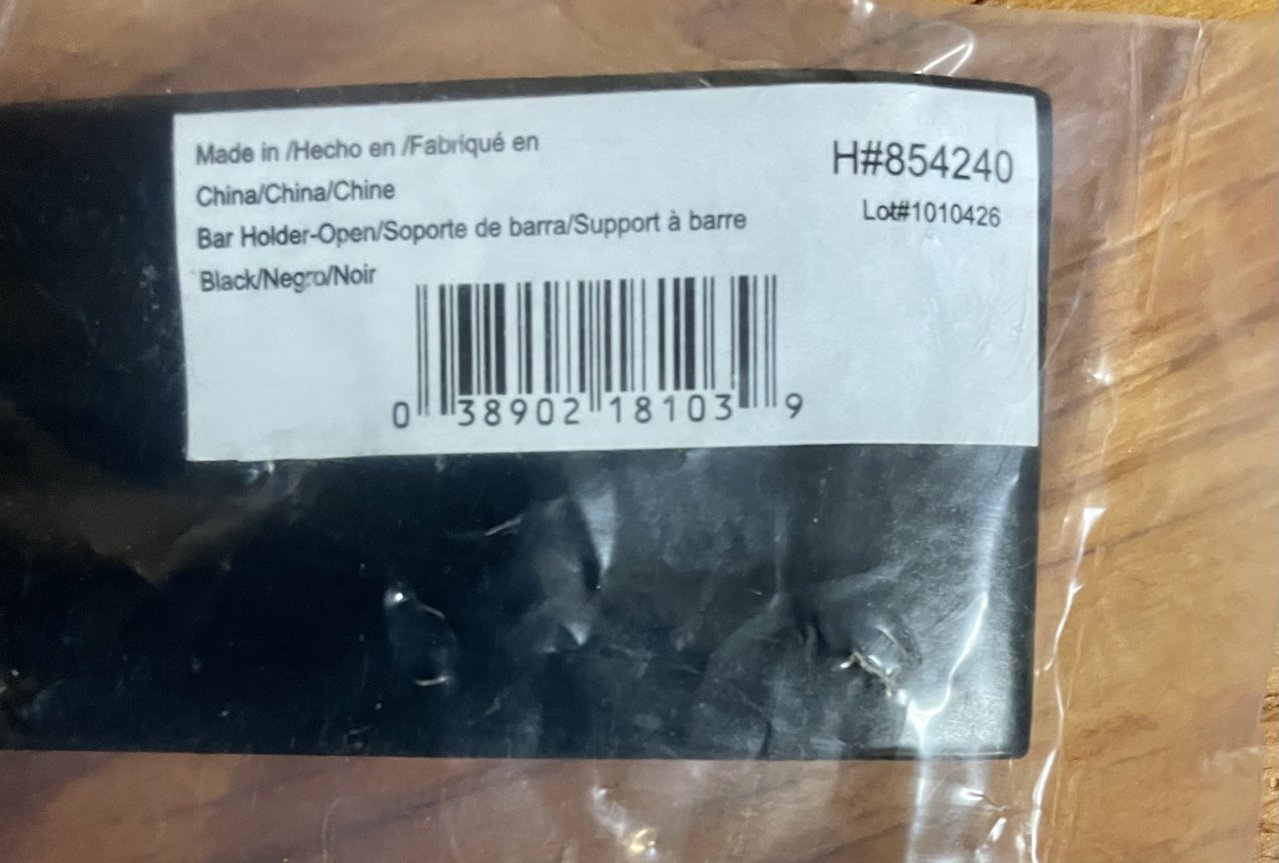 Made in /Hecho en /Fabriqué en
China/China/Chine
Bar Holder-Open/Soporte de barra/Support à barre
Black/Negro/Noir
H#854240
Lot#1010426
0 38902 18103 9